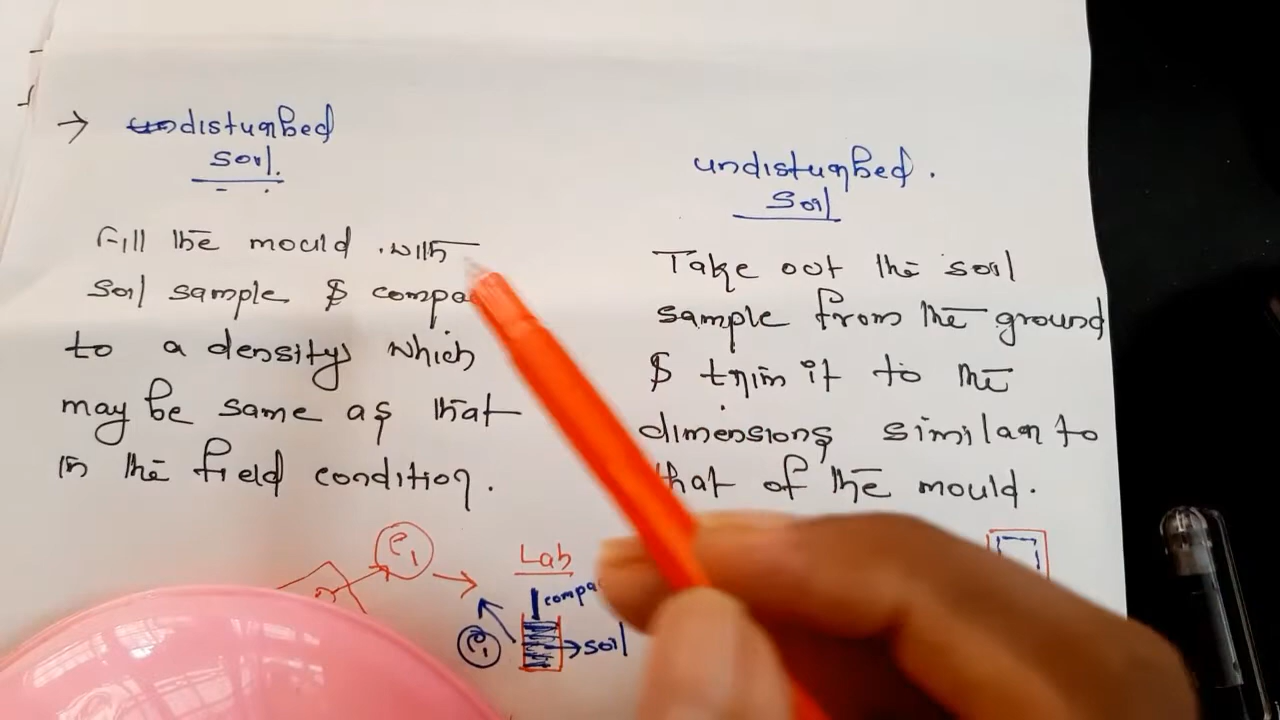 → disturbed
soil.
Fill the mould with
soil sample & compa
to a density which
may be same as that
in the field condition.
undisturbed.
Soil
Take out the soil
sample from the ground
& trim it to the
dimensions similar to
that of the mould.
Lab
compa
→soil